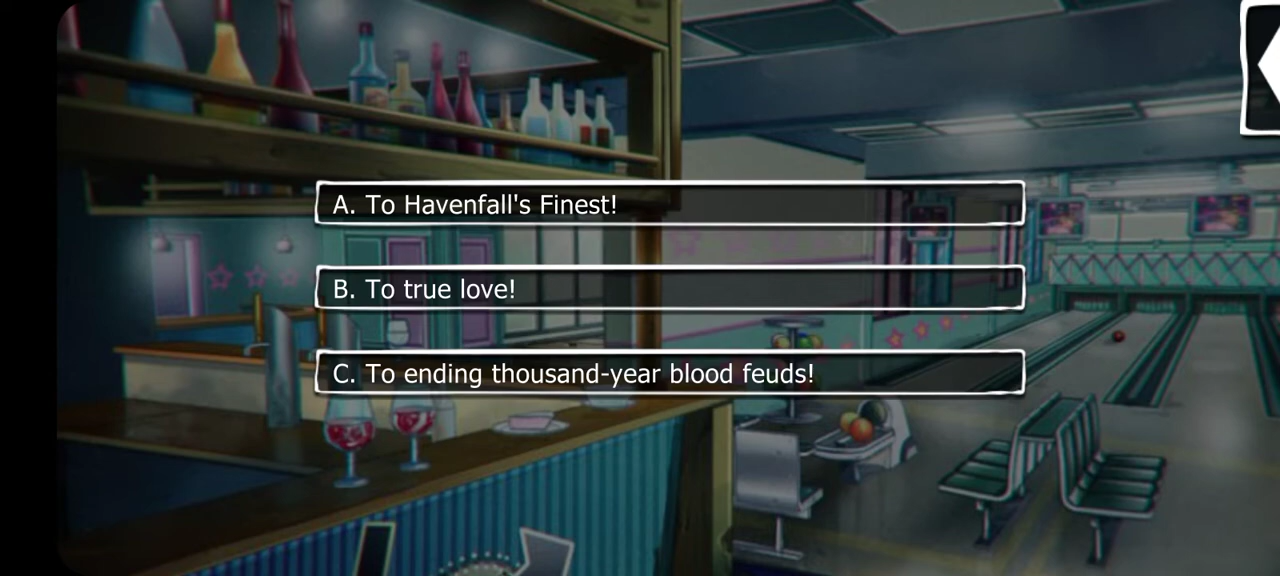 A. To Havenfall's Finest!
B. To true love!
C. To ending thousand-year blood feuds!